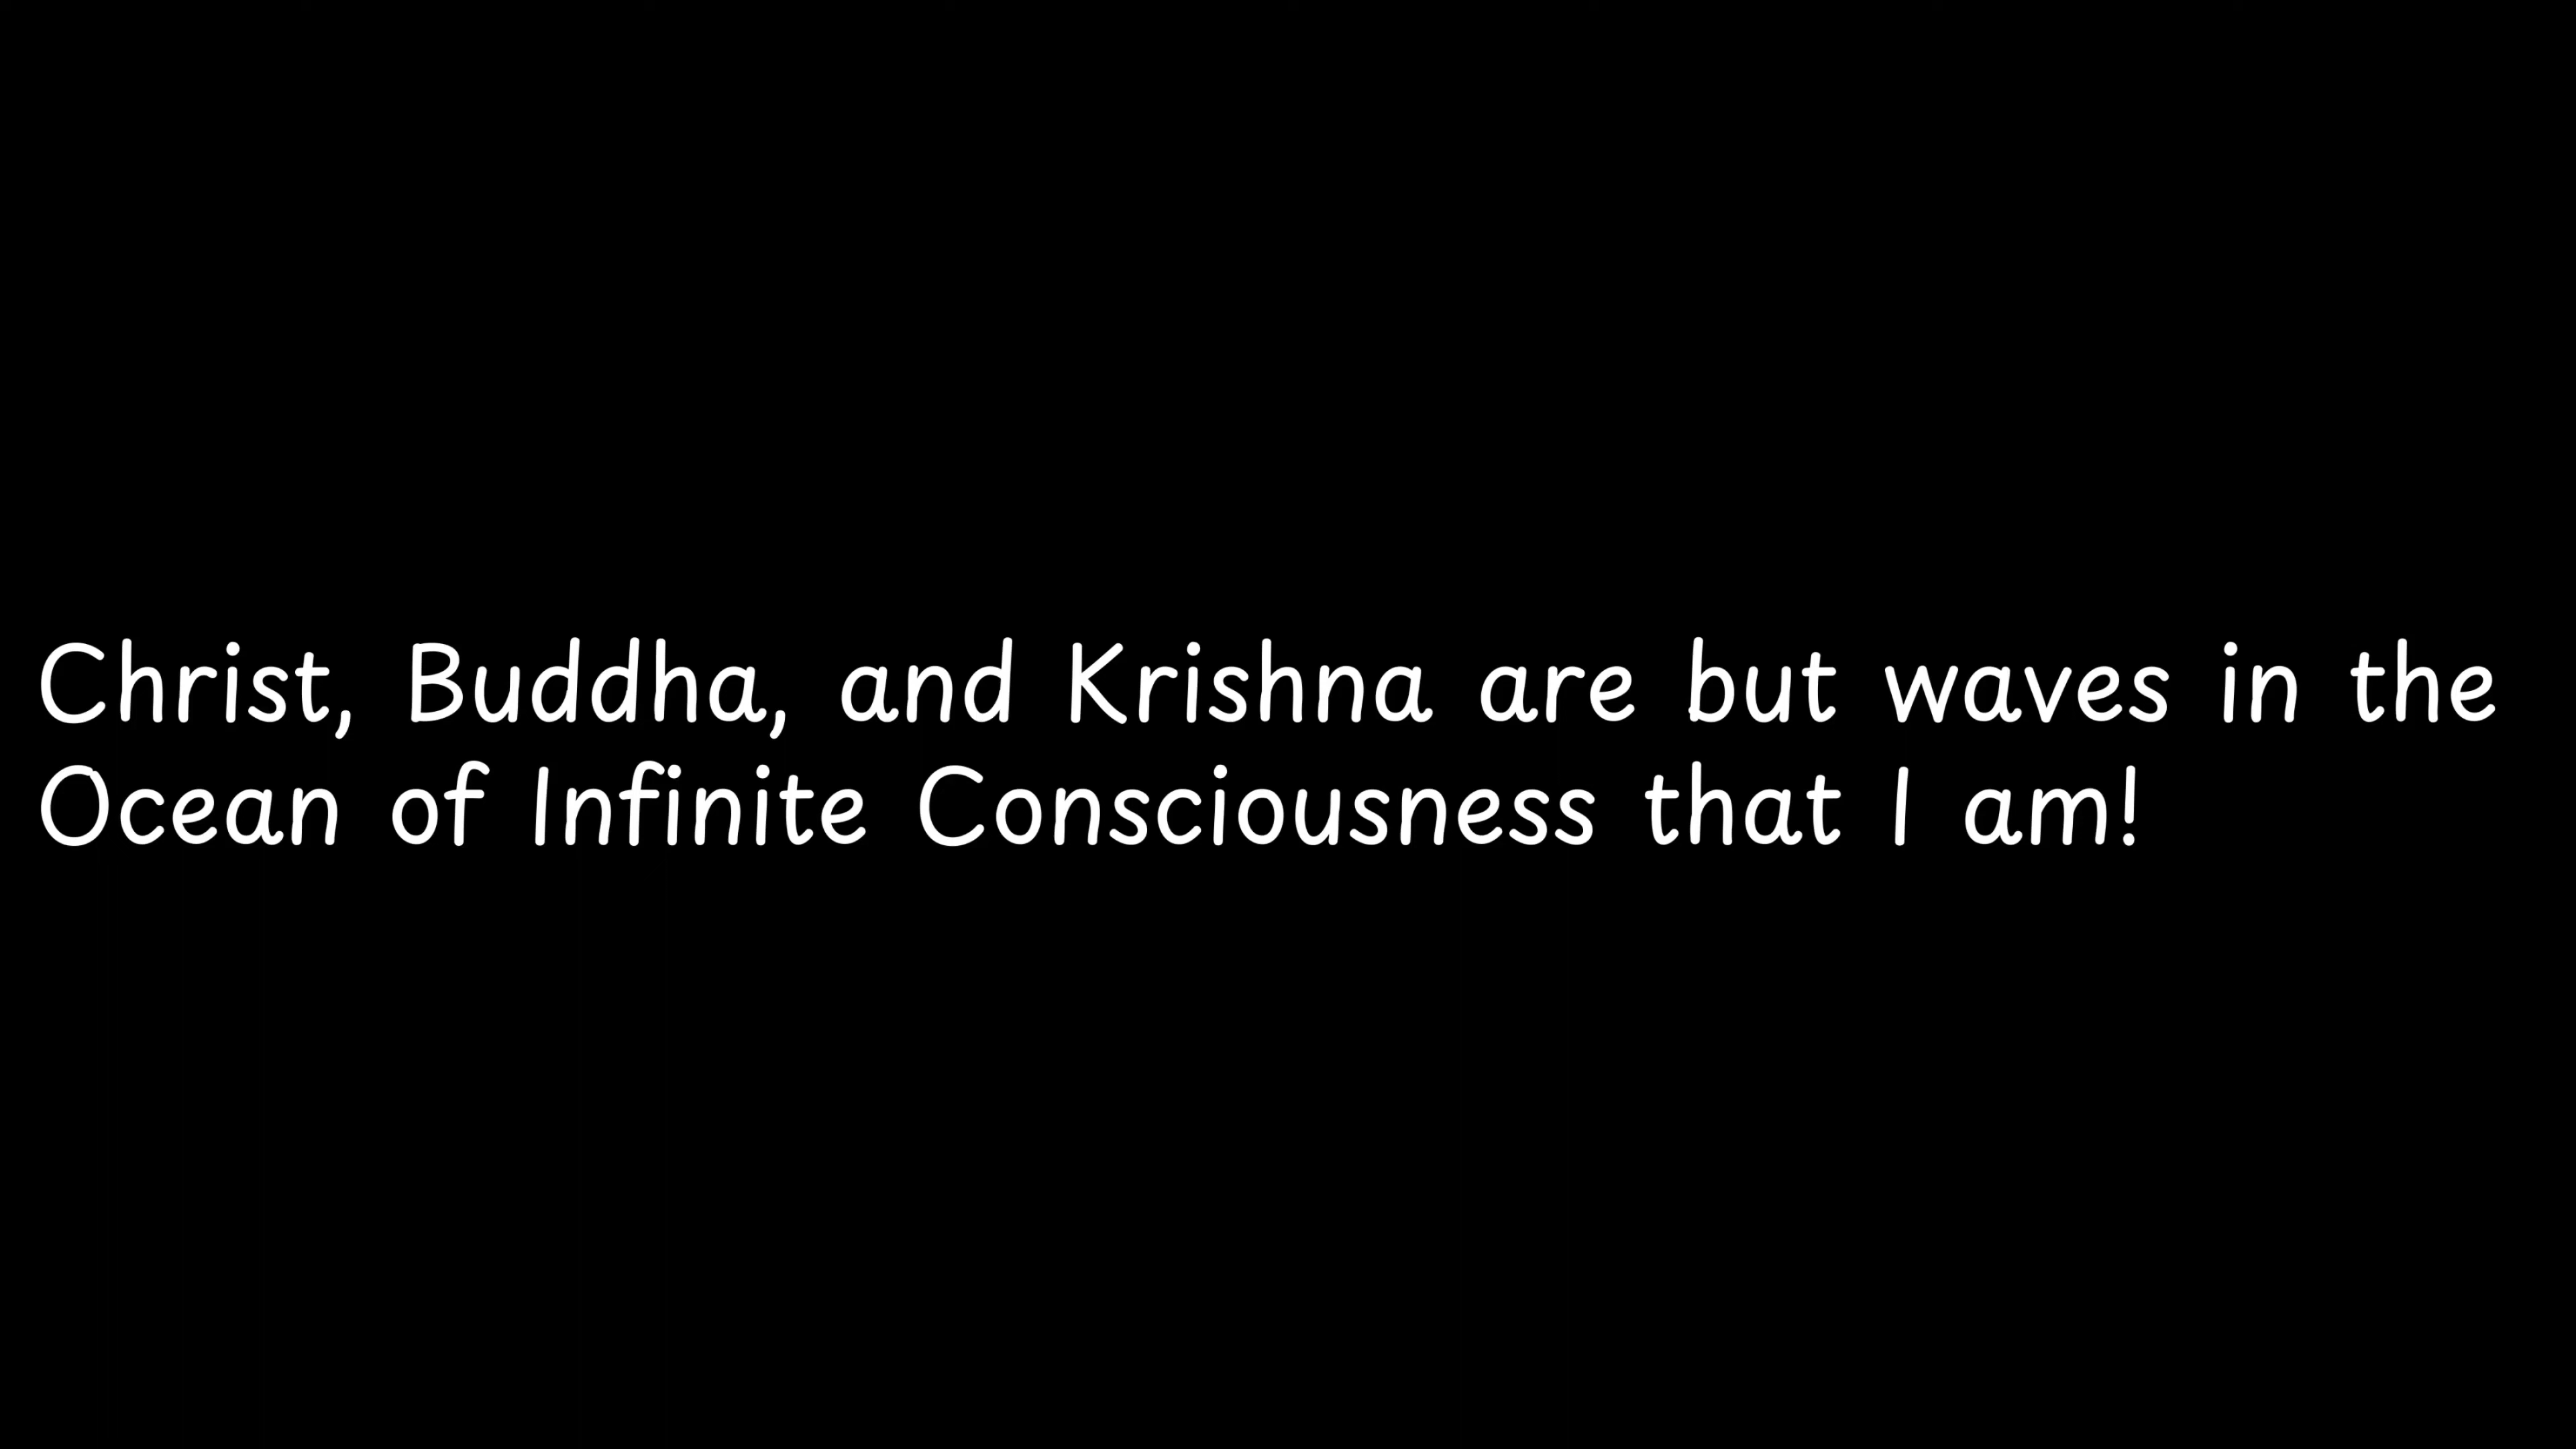 Christ, Buddha, and Krishna are but waves in the
Ocean of Infinite Consciousness that I am!